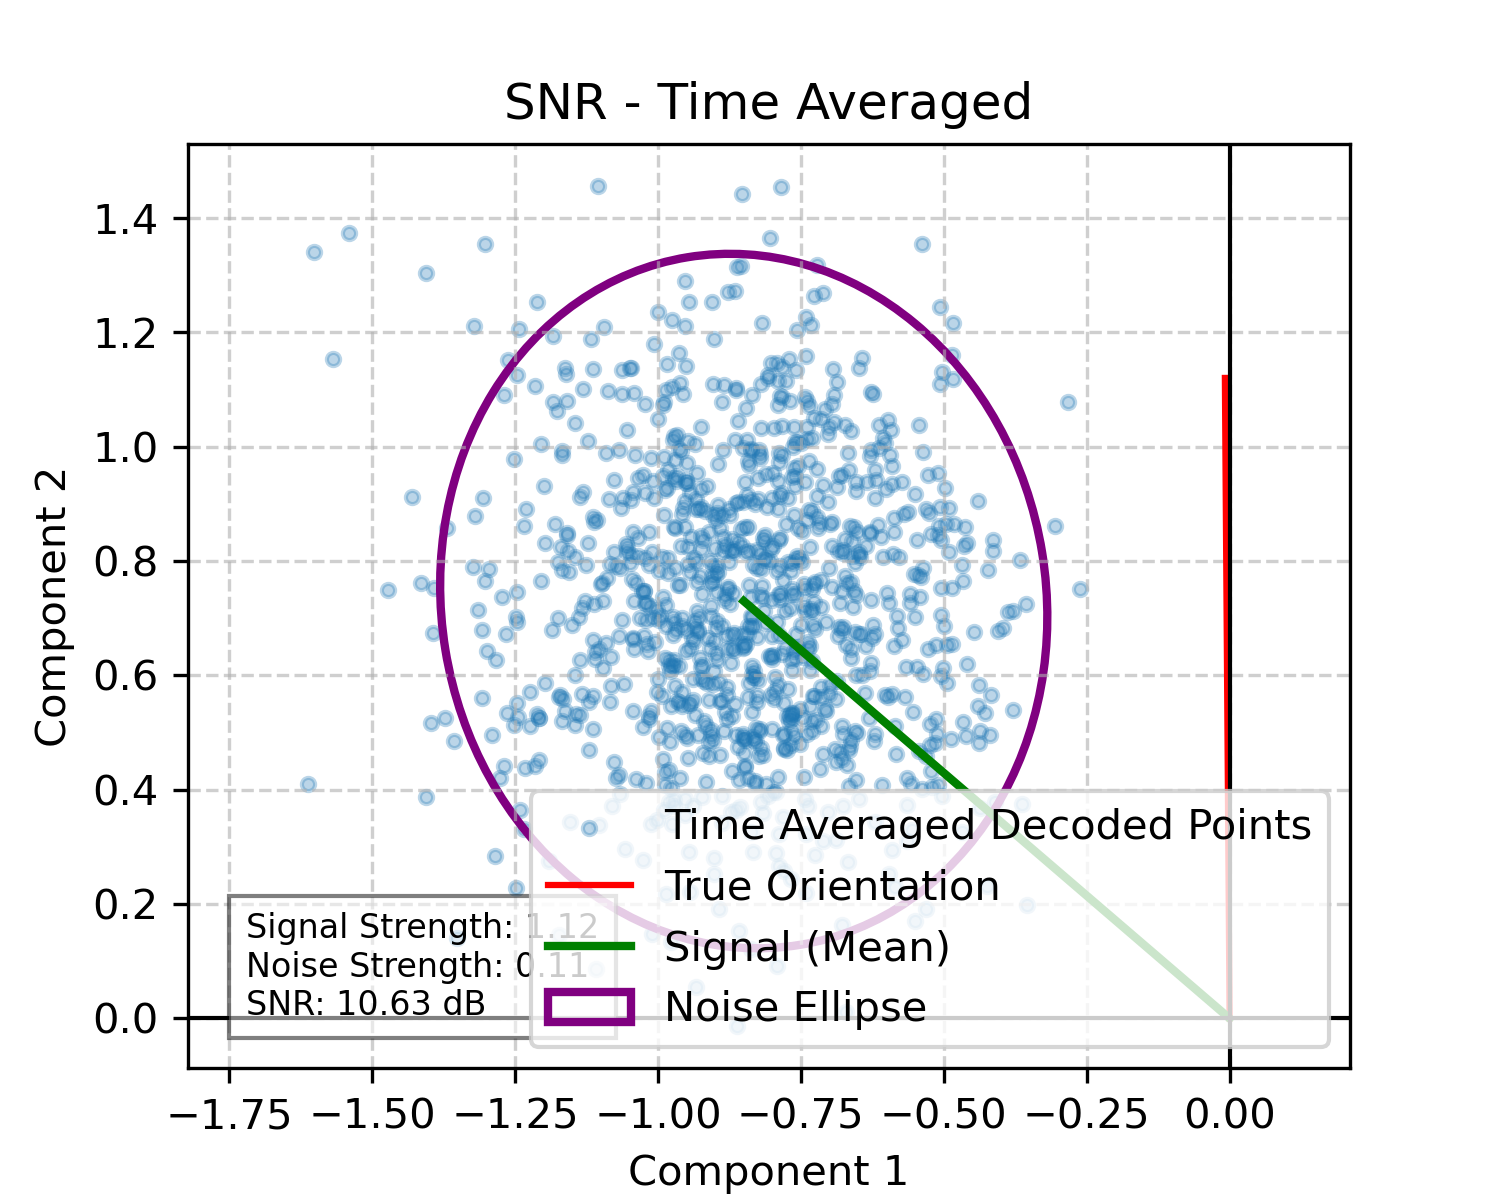 SNR - Time Averaged
Component 2
1.4
1.2
1.0
0.8
0.6
0.4
0.2
0.0
Time Averaged Decoded Points
True Orientation
Signal (Mean)
Noise Ellipse
Signal Strength: 1.12
Noise Strength: 0.11
SNR: 10.63 dB
−1.75 −1.50 −1.25 −1.00 −0.75 −0.50 −0.25 0.00
Component 1